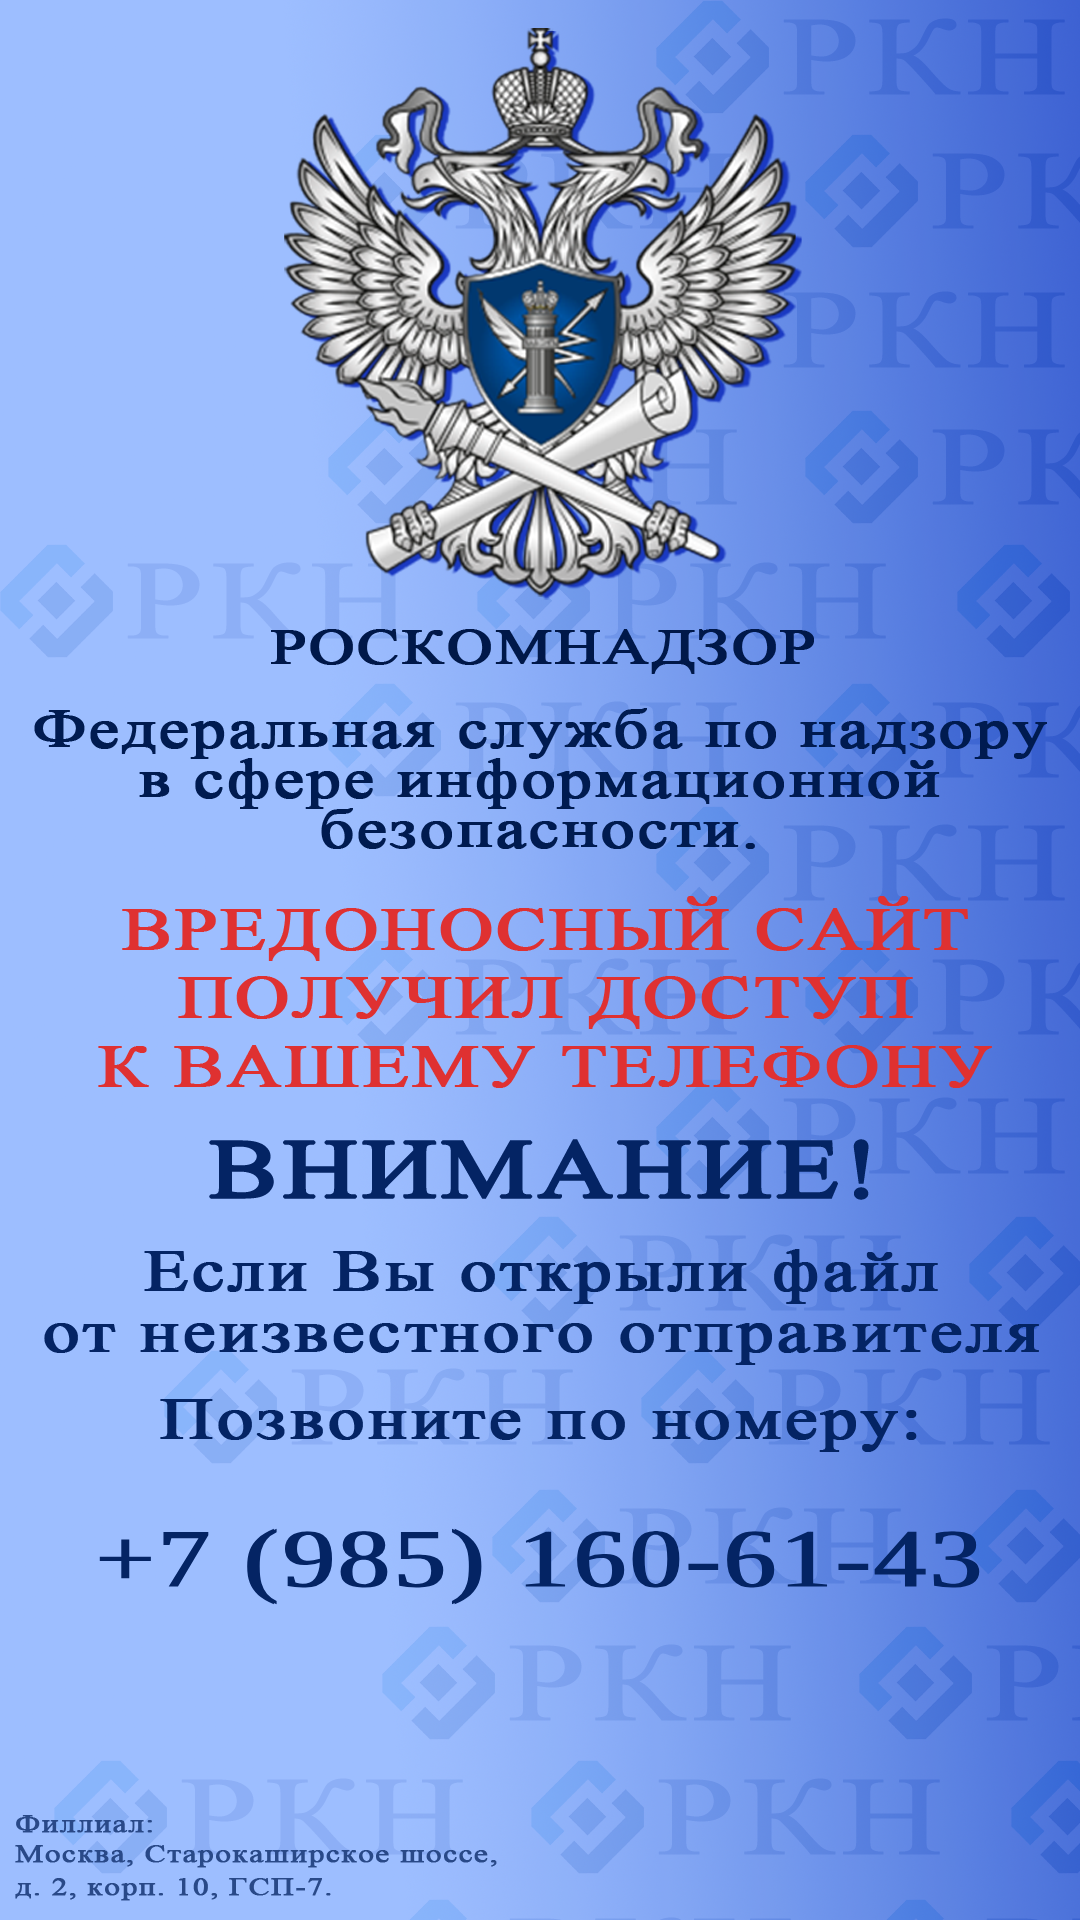 РОСКОМНАДЗОР
Федеральная служба по надзору
в сфере информационной
безопасности.
ВРЕДОНОСНЫЙ САЙТ
ПОЛУЧИЛ ДОСТУП
К ВАШЕМУ ТЕЛЕФОНУ
ВНИМАНИЕ!
Если Вы открыли файл
от неизвестного отправителя
Позвоните по номеру:
+7 (985) 160-61-43
Филлиал:
Москва, Старокаширское шоссе,
д. 2, корп. 10, ГСП-7.
РКН